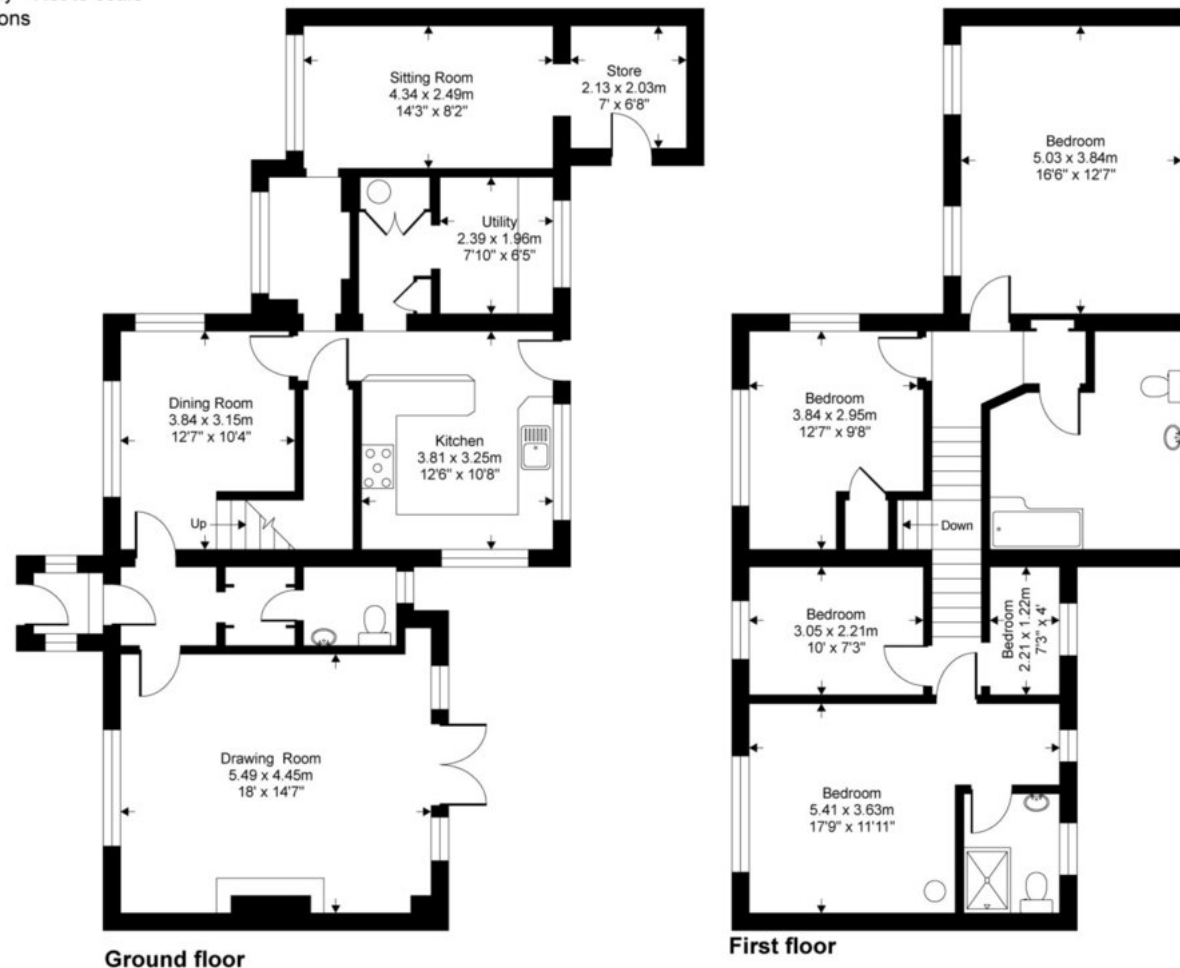 ons
Sitting Room
4.34 x 2.49m
14'3" x 8'2"
Store
2.13 x 2.03m
7' x 6'8"
Utility
2.39 x 1.96m
7'10" x 6'5"
Dining Room
3.84 x 3.15m
12'7" x 10'4"
Kitchen
3.81 x 3.25m
12'6" x 10'8"
Up
Drawing Room
5.49 x 4.45m
18' x 14'7"
Ground floor
Bedroom
5.03 x 3.84m
16'6" x 12'7"
Bedroom
3.84 x 2.95m
12'7" x 9'8"
Down
Bedroom
3.05 x 2.21m
10' x 7'3"
Bedroom
2.21 x 1.22m
7'3" x 4'
Bedroom
5.41 x 3.63m
17'9" x 11'11"
First floor